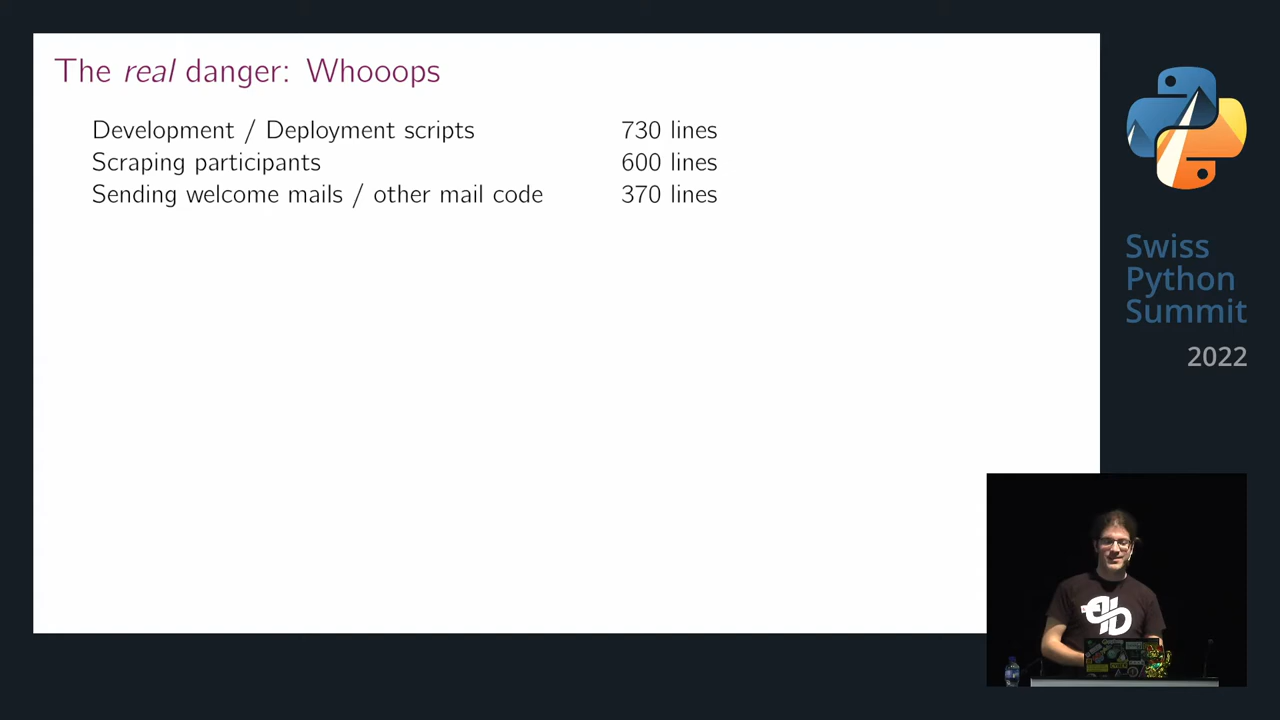 The real danger: Whooops
Development / Deployment scripts 730 lines
Scraping participants 600 lines
Sending welcome mails / other mail code 370 lines
Swiss
Python
Summit
2022